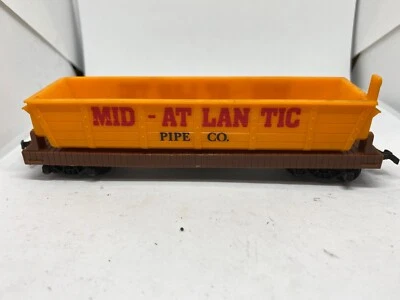 MID - AT LAN TIC
PIPE CO.